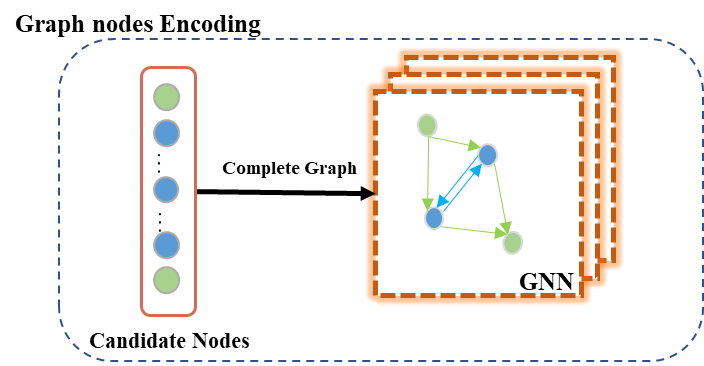 Graph nodes Encoding
Complete Graph
GNN
Candidate Nodes